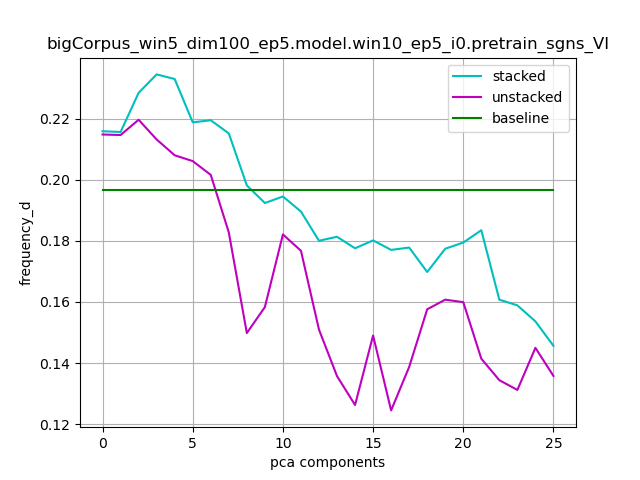 bigCorpus_win5_dim100_ep5.model.win10_ep5_i0.pretrain_sgns_VI
stacked
unstacked
baseline
frequency_d
0.22
0.20
0.18
0.16
0.14
0.12
0 5 10 15 20 25
pca components